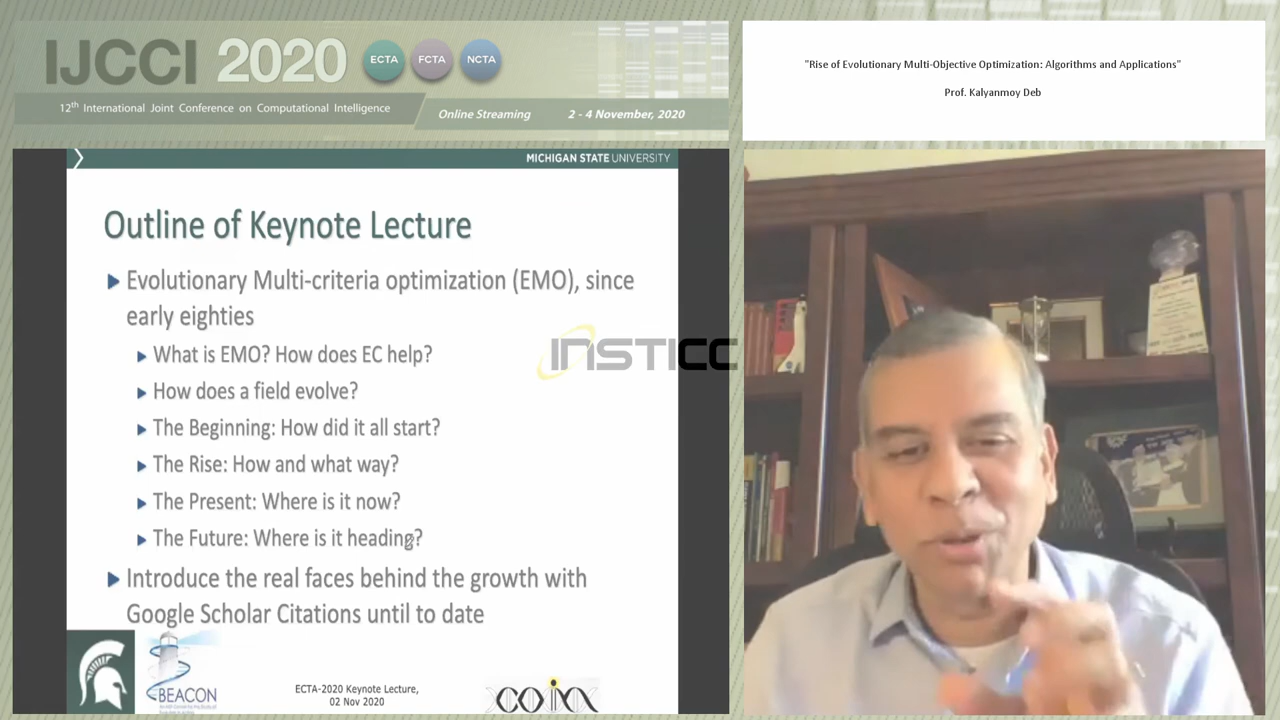 IJCCI 2020
ECTA
FCTA
NCTA
12th International Joint Conference on Computational Intelligence
Online Streaming
2 - 4 November, 2020
"Rise of Evolutionary Multi-Objective Optimization: Algorithms and Applications"
Prof. Kalyanmoy Deb
MICHIGAN STATE UNIVERSITY
Outline of Keynote Lecture
Evolutionary Multi-criteria optimization (EMO), since
early eighties
What is EMO? How does EC help?
How does a field evolve?
The Beginning: How did it all start?
The Rise: How and what way?
The Present: Where is it now?
The Future: Where is it heading?
Introduce the real faces behind the growth with
Google Scholar Citations until to date
INSTICC
BEACON
ECTA-2020 Keynote Lecture,
02 Nov 2020
COIN